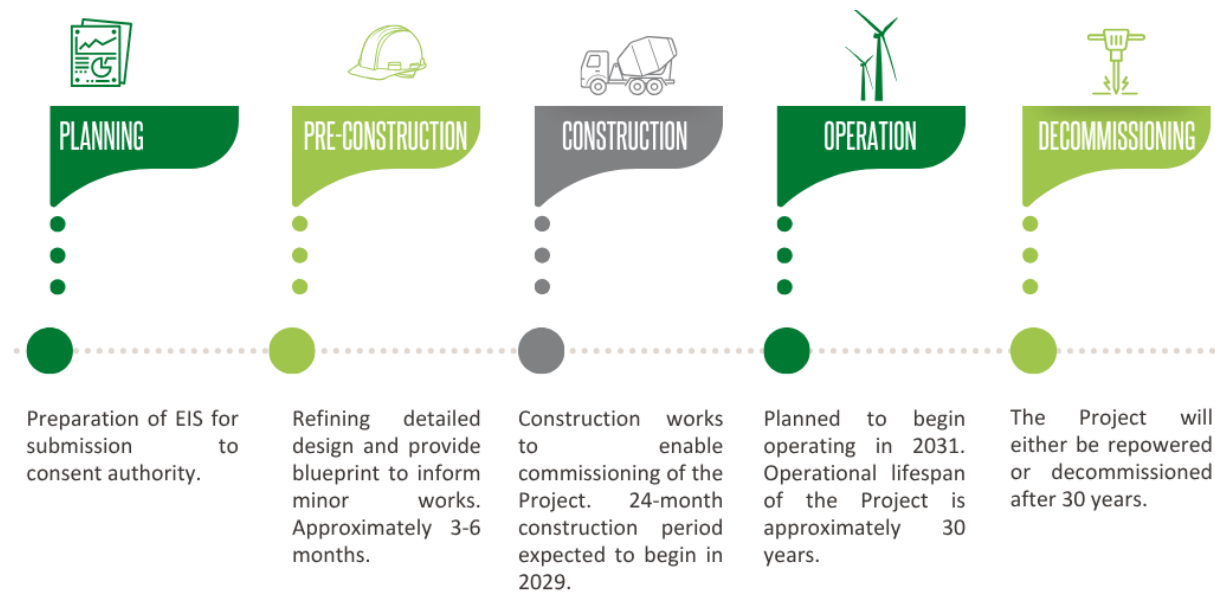 PLANNING
Preparation of EIS for
submission to
consent authority.
PRE-CONSTRUCTION
Refining detailed
design and provide
blueprint to inform
minor works.
Approximately 3-6
months.
CONSTRUCTION
Construction works
to enable
commissioning of the
Project. 24-month
construction period
expected to begin in
2029.
OPERATION
Planned to begin
operating in 2031.
Operational lifespan
of the Project is
approximately 30
years.
DECOMMISSIONING
The Project will
either be repowered
or decommissioned
after 30 years.